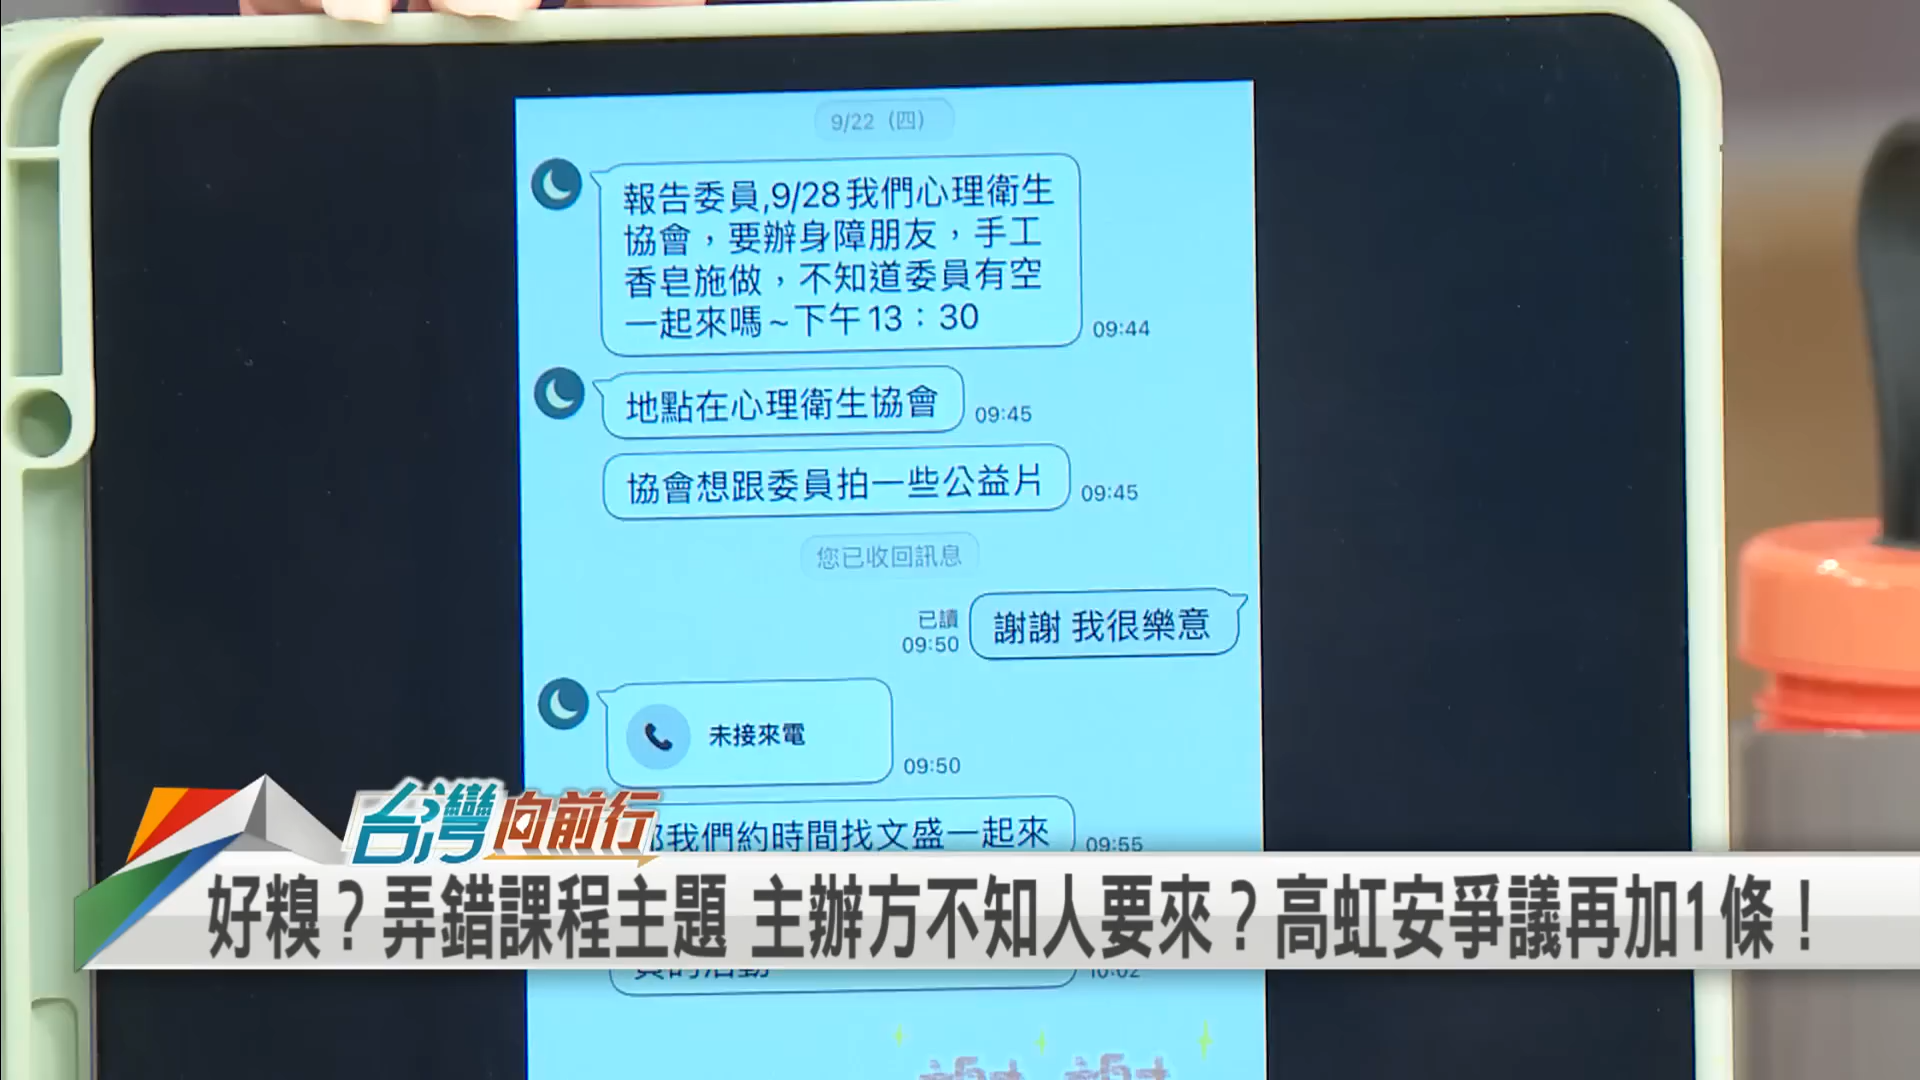 9/22（四）
報告委員,9/28我們心理衛生
協會，要辦身障朋友，手工
香皂施做，不知道委員有空
一起來嗎~下午13：30
09:44
地點在心理衛生協會
09:45
協會想跟委員拍一些公益片
09:45
您已收回訊息
已讀
09:50
謝謝 我很樂意
未接來電
09:50
我們約時間找文盛一起來
09:55
台灣向前行
好糗？弄錯課程主題 主辦方不知人要來？高虹安爭議再加1條！
10:02